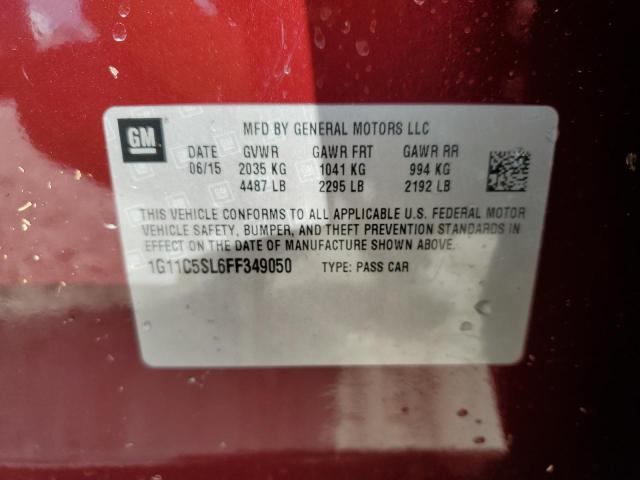 GM
MFD BY GENERAL MOTORS LLC
DATE GVWR GAWR FRT GAWR RR
06/15 2035 KG 1041 KG 994 KG
4487 LB 2295 LB 2192 LB
THIS VEHICLE CONFORMS TO ALL APPLICABLE U.S. FEDERAL MOTOR
VEHICLE SAFETY, BUMPER, AND THEFT PREVENTION STANDARDS
IN EFFECT ON THE DATE OF MANUFACTURE SHOWN ABOVE.
1G11C5SL6FF349050 TYPE: PASS CAR